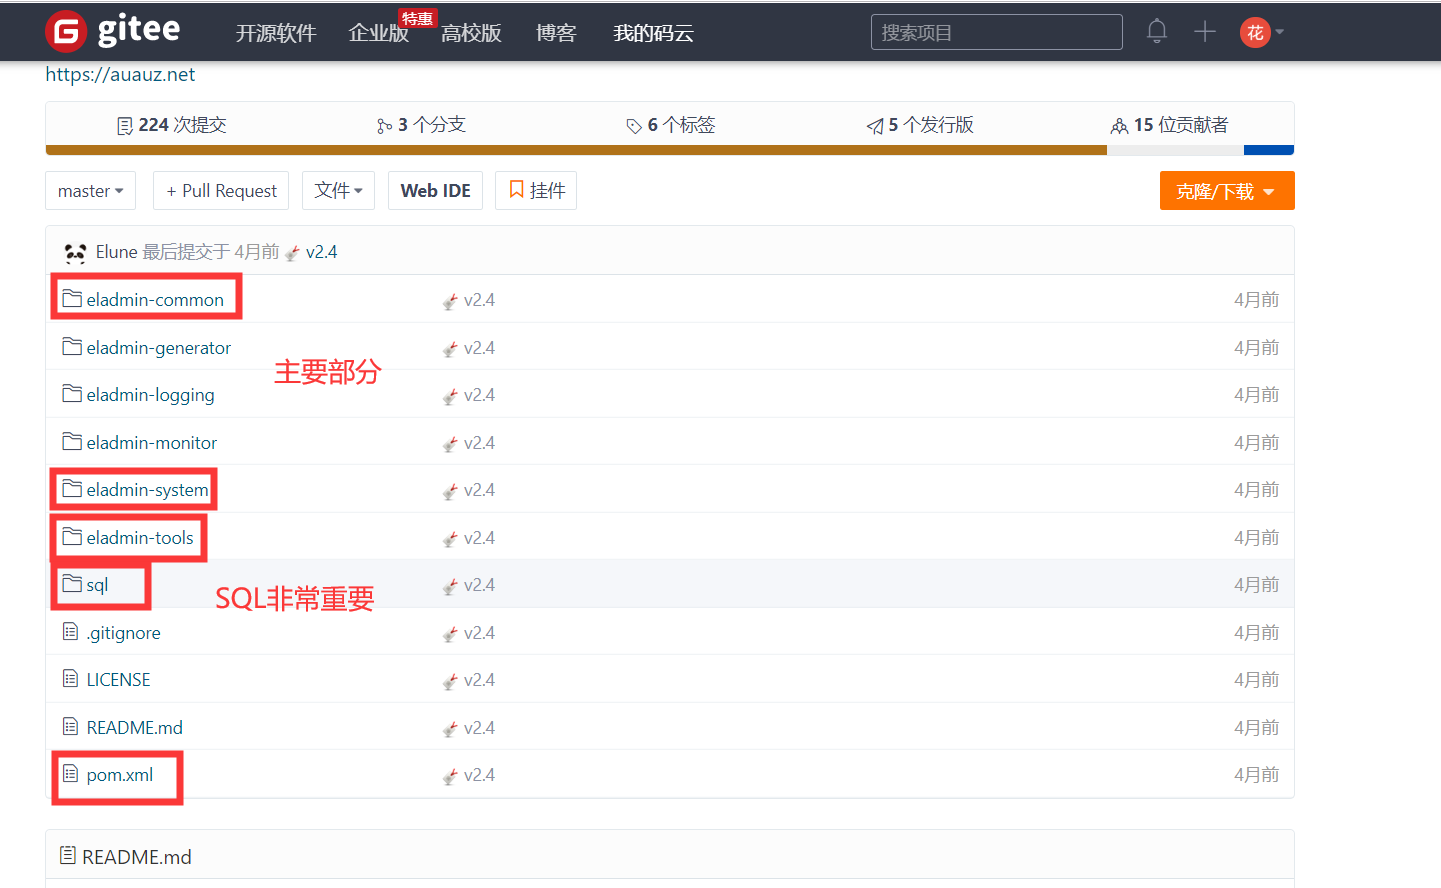 gitee 开源软件 企业版 特惠 高校版 博客 我的码云 搜索项目 花
https://auauz.net
224 次提交 3 个分支 6 个标签 5 个发行版 15 位贡献者
master + Pull Request 文件 Web IDE 挂件 克隆/下载
Elune 最后提交于 4月前 v2.4
eladmin-common v2.4 4月前
eladmin-generator v2.4 4月前
主要部分
eladmin-logging v2.4 4月前
eladmin-monitor v2.4 4月前
eladmin-system v2.4 4月前
eladmin-tools v2.4 4月前
sql v2.4 4月前
SQL非常重要
.gitignore v2.4 4月前
LICENSE v2.4 4月前
README.md v2.4 4月前
pom.xml v2.4 4月前
README.md